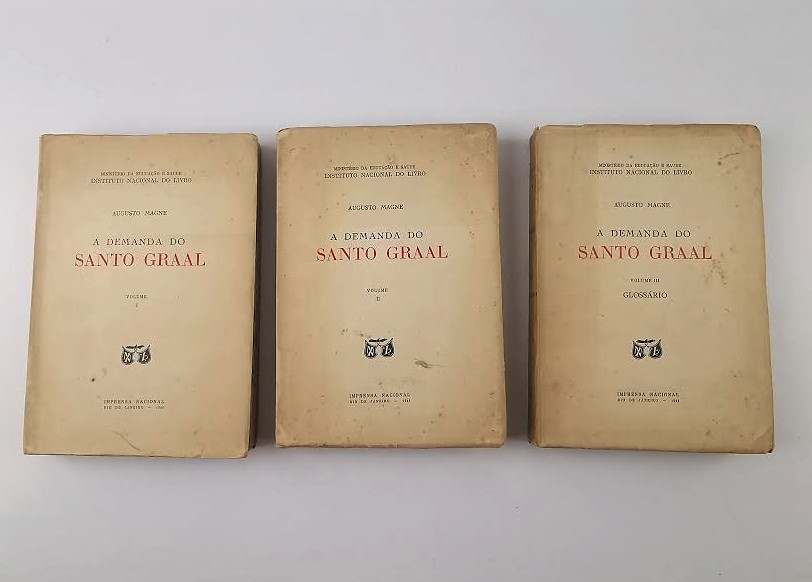 MINISTÉRIO DA EDUCAÇÃO E SAÚDE
INSTITUTO NACIONAL DO LIVRO
AUGUSTO MAGNE
A DEMANDA DO
SANTO GRAAL
VOLUME
I
IMPRENSA NACIONAL
RIO DE JANEIRO —
MINISTÉRIO DA EDUCAÇÃO E SAÚDE
INSTITUTO NACIONAL DO LIVRO
AUGUSTO MAGNE
A DEMANDA DO
SANTO GRAAL
VOLUME
II
IMPRENSA NACIONAL
RIO DE JANEIRO — 1944
MINISTÉRIO DA EDUCAÇÃO E SAÚDE
INSTITUTO NACIONAL DO LIVRO
AUGUSTO MAGNE
A DEMANDA DO
SANTO GRAAL
VOLUME III
GLOSSÁRIO
IMPRENSA NACIONAL
RIO DE JANEIRO — 1944